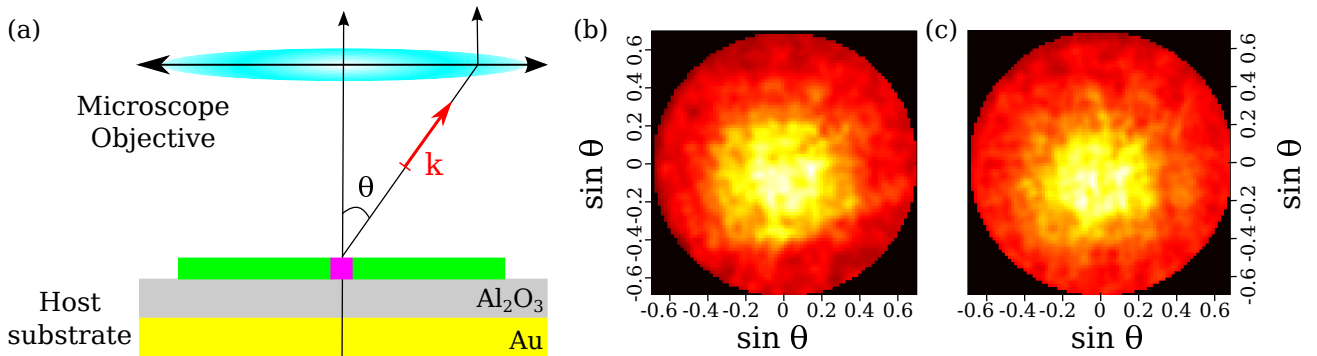 (a)
Microscope
Objective
k
θ
Host
substrate
Al₂O₃
Au
(b)
sin θ
0.6
0.4
0.2
0
-0.2
-0.4
-0.6
-0.6 -0.4 -0.2 0 0.2 0.4 0.6
sin θ
(c)
-0.6 -0.4 -0.2 0 0.2 0.4 0.6
sin θ
0.6
0.4
0.2
0
-0.2
-0.4
-0.6
sin θ